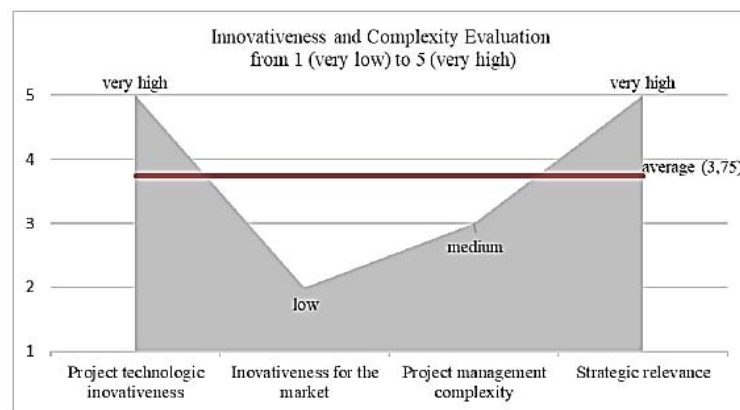 Innovativeness and Complexity Evaluation
from 1 (very low) to 5 (very high)
very high
very high
5
4
average (3,75)
3
medium
2
low
1
Project technologic
inovativeness
Inovativeness for the
market
Project management
complexity
Strategic relevance